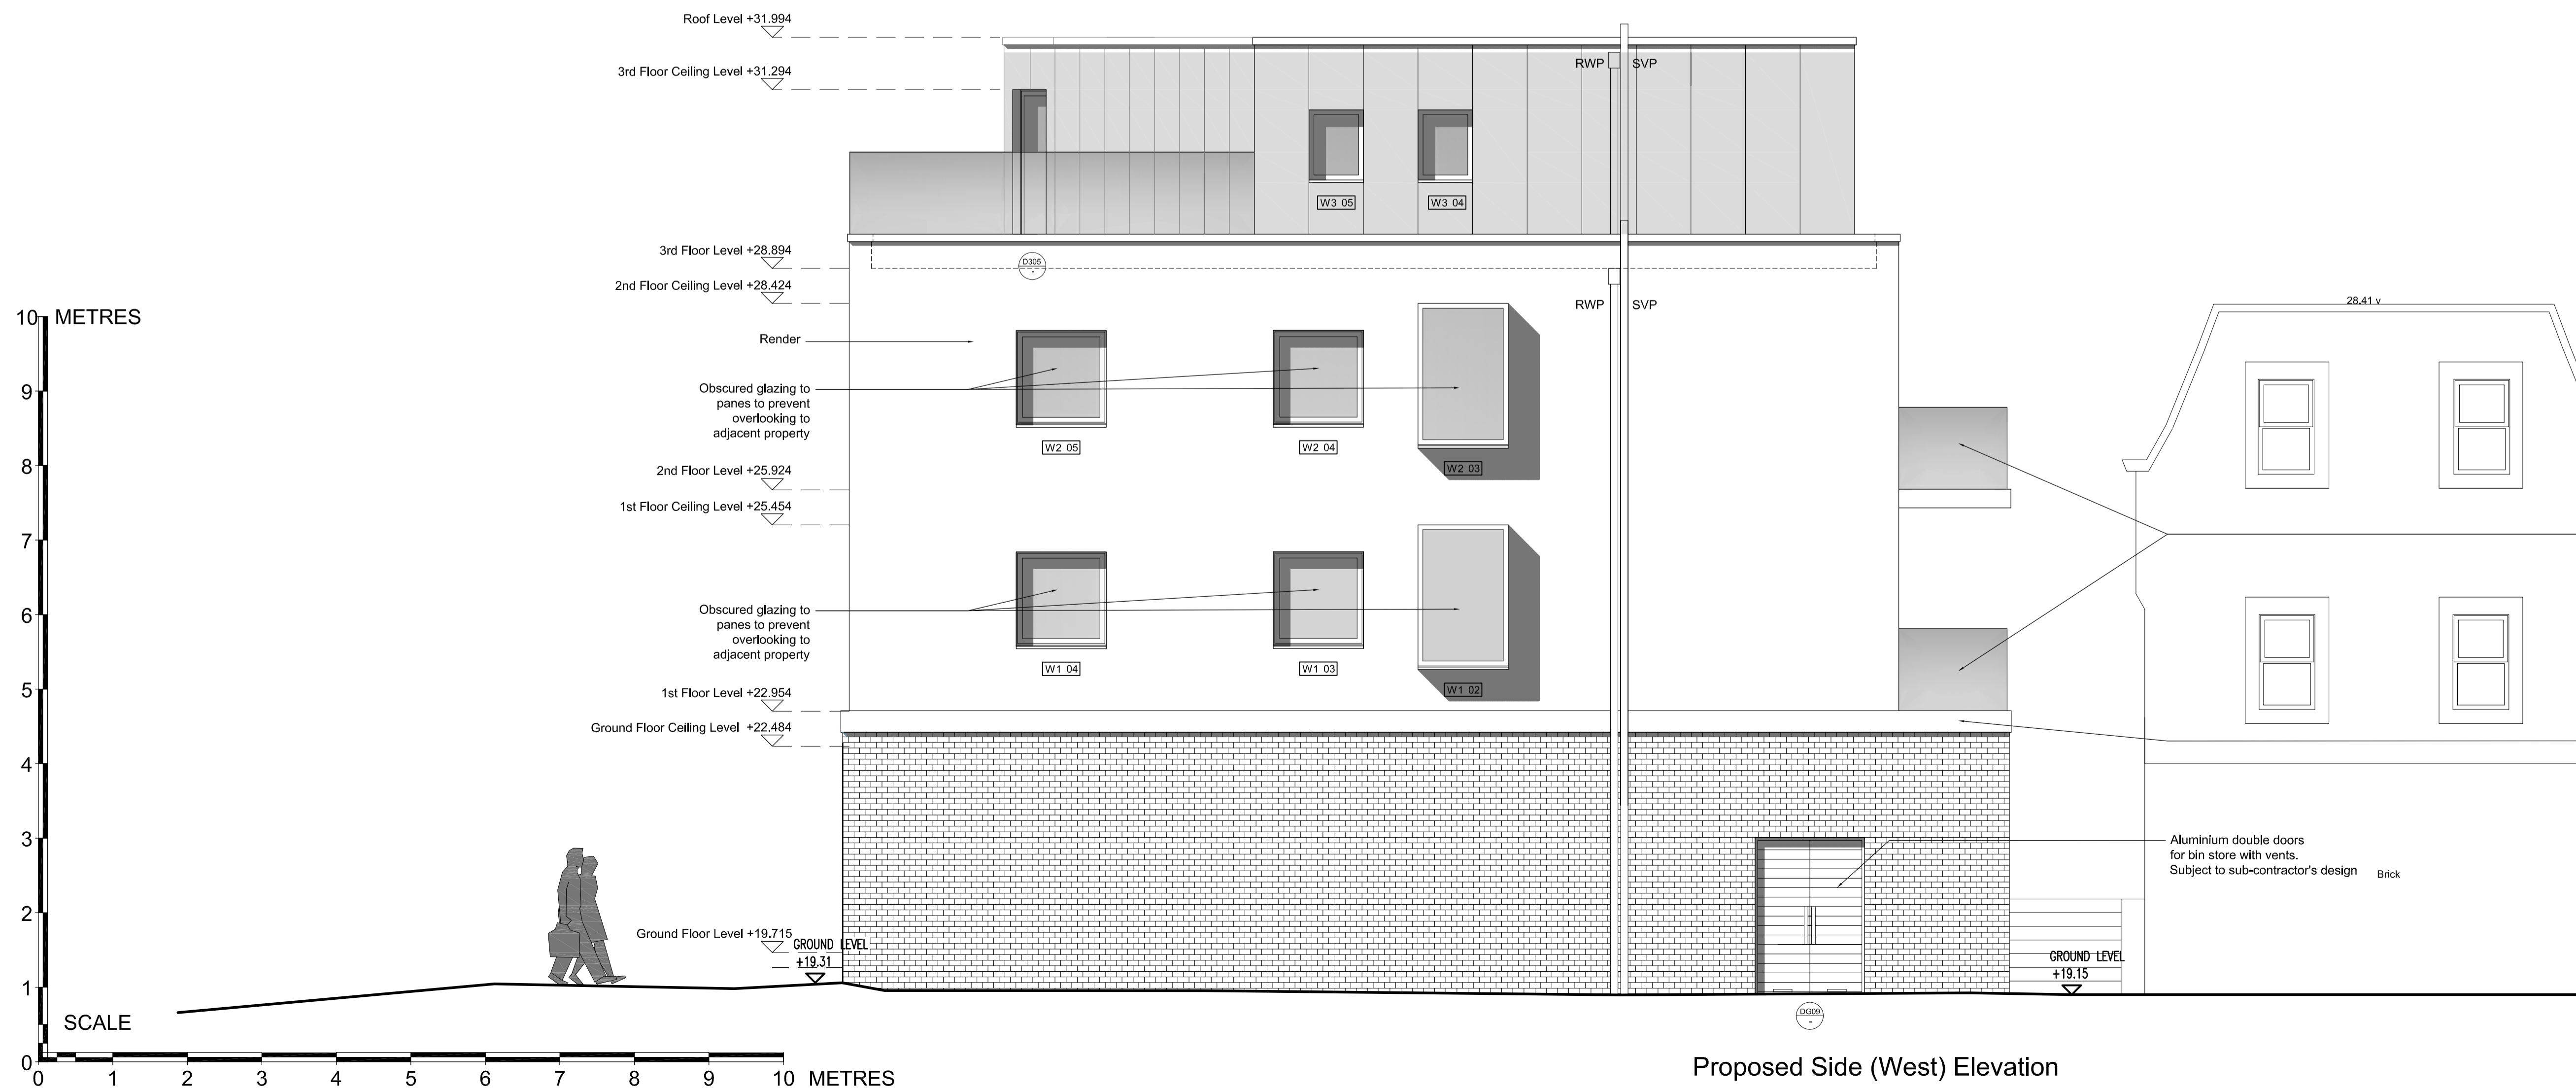 Roof Level +31.994
3rd Floor Ceiling Level +31.294
RWP
SVP
W3 05
W3 04
3rd Floor Level +28.894
D305
-
2nd Floor Ceiling Level +28.424
RWP
SVP
28.41 v
10 METRES
Render
Obscured glazing to
panes to prevent
overlooking to
adjacent property
9
W2 05
W2 04
W2 03
8
2nd Floor Level +25.924
1st Floor Ceiling Level +25.454
7
6
Obscured glazing to
panes to prevent
overlooking to
adjacent property
W1 04
W1 03
W1 02
5
1st Floor Level +22.954
Ground Floor Ceiling Level +22.484
4
3
Aluminium double doors
for bin store with vents.
Subject to sub-contractor's design
Brick
2
Ground Floor Level +19.715
GROUND LEVEL
+19.31
GROUND LEVEL
+19.15
1
SCALE
DG09
-
0
0 1 2 3 4 5 6 7 8 9 10 METRES
Proposed Side (West) Elevation